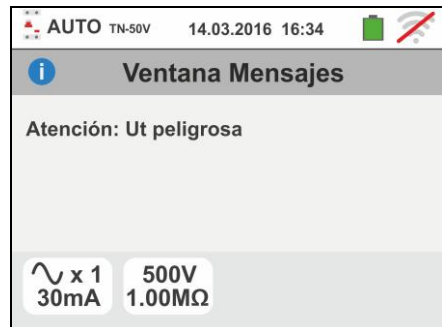 AUTO TN-50V 14.03.2016 16:34
i Ventana Mensajes
Atención: Ut peligrosa
x 1 500V
30mA 1.00MΩ